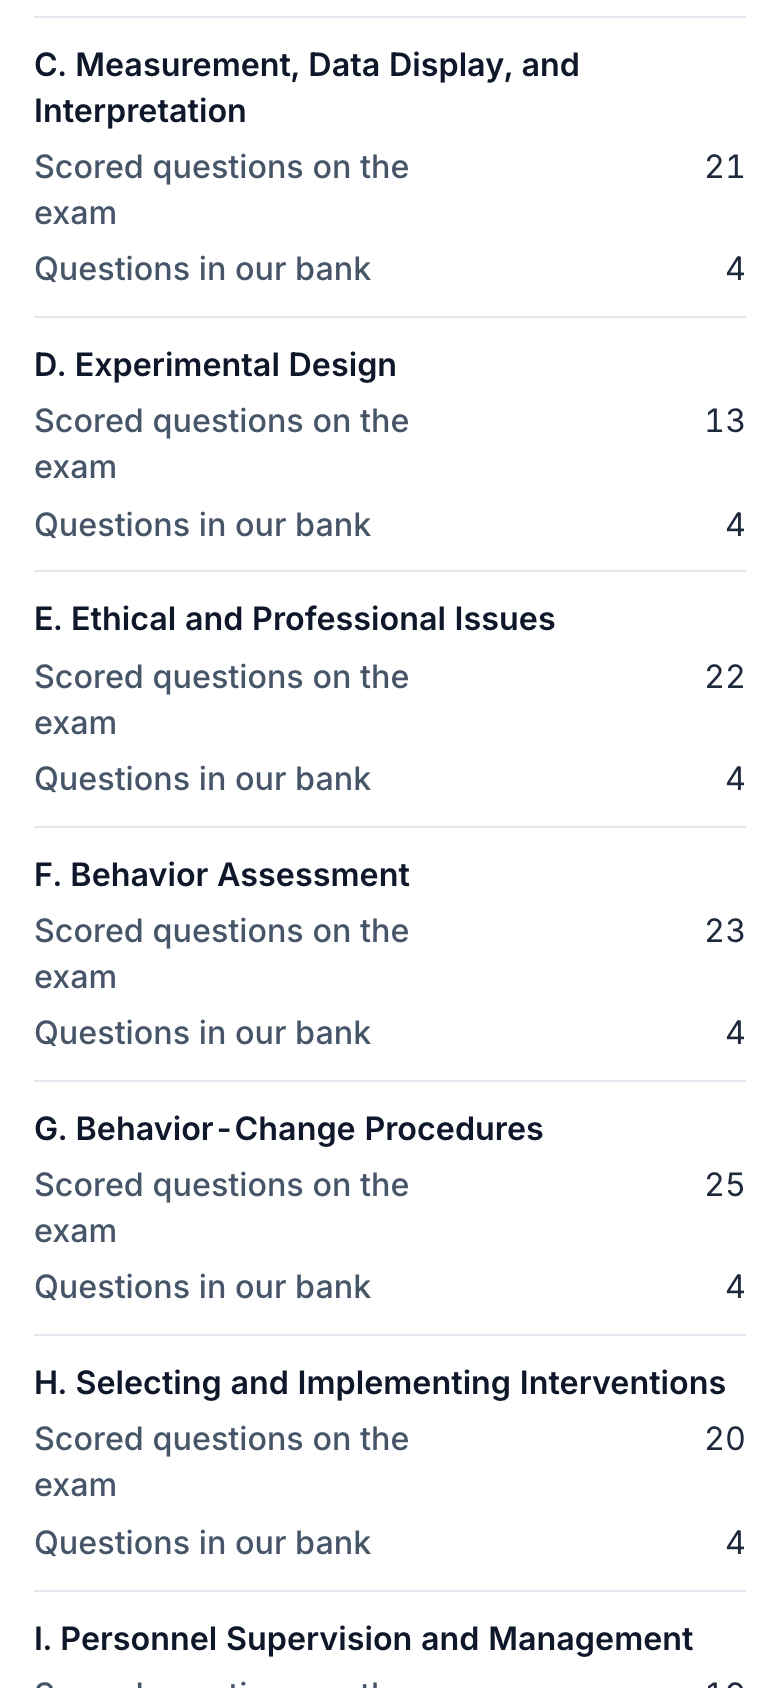 C. Measurement, Data Display, and
Interpretation
Scored questions on the
exam
21
Questions in our bank
4
D. Experimental Design
Scored questions on the
exam
13
Questions in our bank
4
E. Ethical and Professional Issues
Scored questions on the
exam
22
Questions in our bank
4
F. Behavior Assessment
Scored questions on the
exam
23
Questions in our bank
4
G. Behavior-Change Procedures
Scored questions on the
exam
25
Questions in our bank
4
H. Selecting and Implementing Interventions
Scored questions on the
exam
20
Questions in our bank
4
I. Personnel Supervision and Management